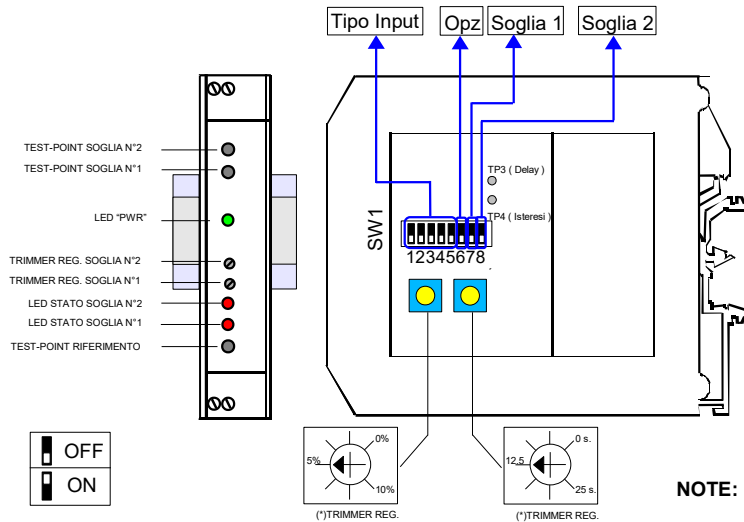 Tipo Input
Opz
Soglia 1
Soglia 2
TEST-POINT SOGLIA N°2
TEST-POINT SOGLIA N°1
LED “PWR”
TRIMMER REG. SOGLIA N°2
TRIMMER REG. SOGLIA N°1
LED STATO SOGLIA N°2
LED STATO SOGLIA N°1
TEST-POINT RIFERIMENTO
TP3 ( Delay )
TP4 ( Isteresi )
SW1
12345678
OFF
ON
0%
5%
10%
(*)TRIMMER REG.
0 s.
12,5
25 s.
(*)TRIMMER REG.
NOTE: